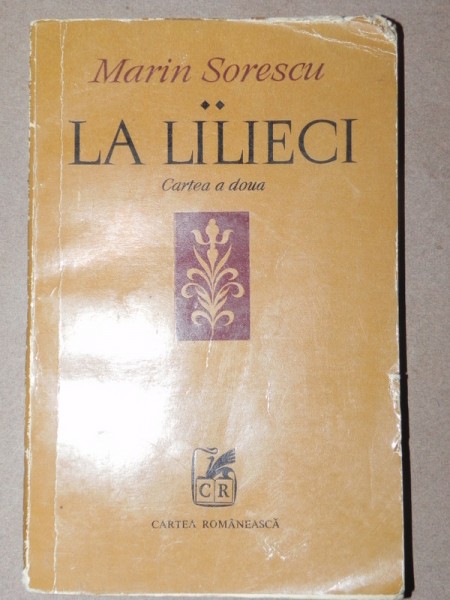 Marin Sorescu
LA LILIECI
Cartea a doua
CR
CARTEA ROMÂNEASCĂ